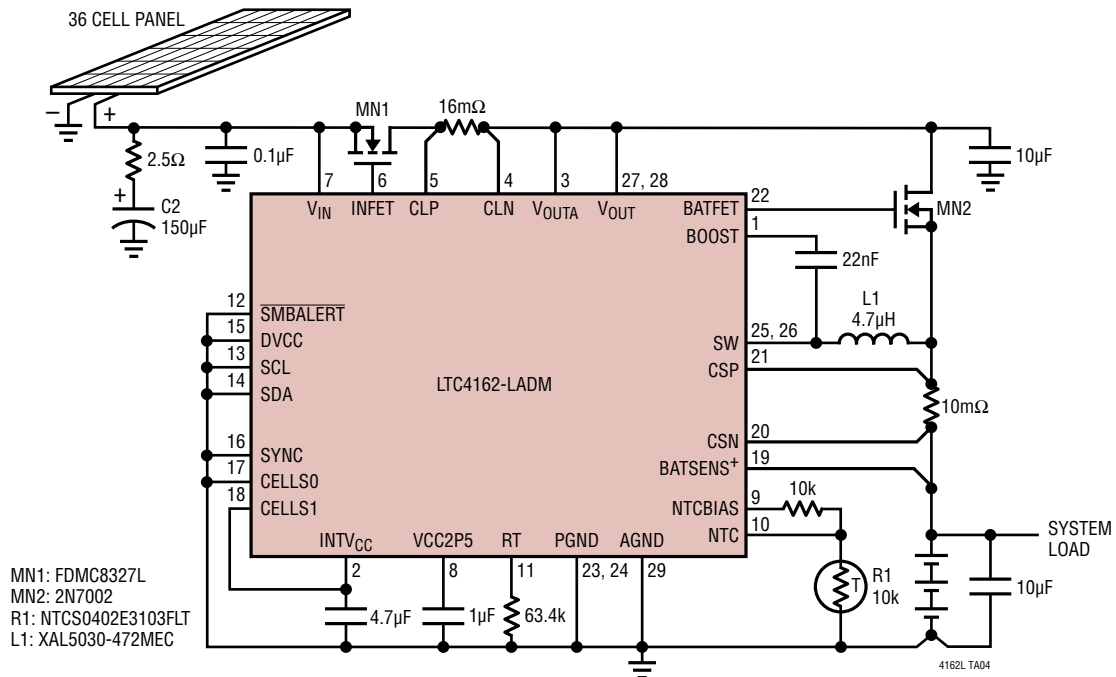 36 CELL PANEL
−
+
MN1
16mΩ
2.5Ω
0.1µF
10µF
+
C2
150µF
7
6
5
4
3
27, 28
VIN
INFET
CLP
CLN
VOUTA
VOUT
BATFET
22
MN2
BOOST
1
22nF
L1
4.7µH
12
SMBALERT
15
DVCC
13
SCL
14
SDA
16
SYNC
17
CELLS0
18
CELLS1
LTC4162-LADM
SW
25, 26
CSP
21
10mΩ
CSN
20
BATSENS+
19
NTCBIAS
9
10k
NTC
10
SYSTEM
LOAD
T
R1
10k
10µF
INTVCC
VCC2P5
RT
PGND
AGND
2
8
11
23, 24
29
4.7µF
1µF
63.4k
MN1: FDMC8327L
MN2: 2N7002
R1: NTCS0402E3103FLT
L1: XAL5030-472MEC
4162L TA04